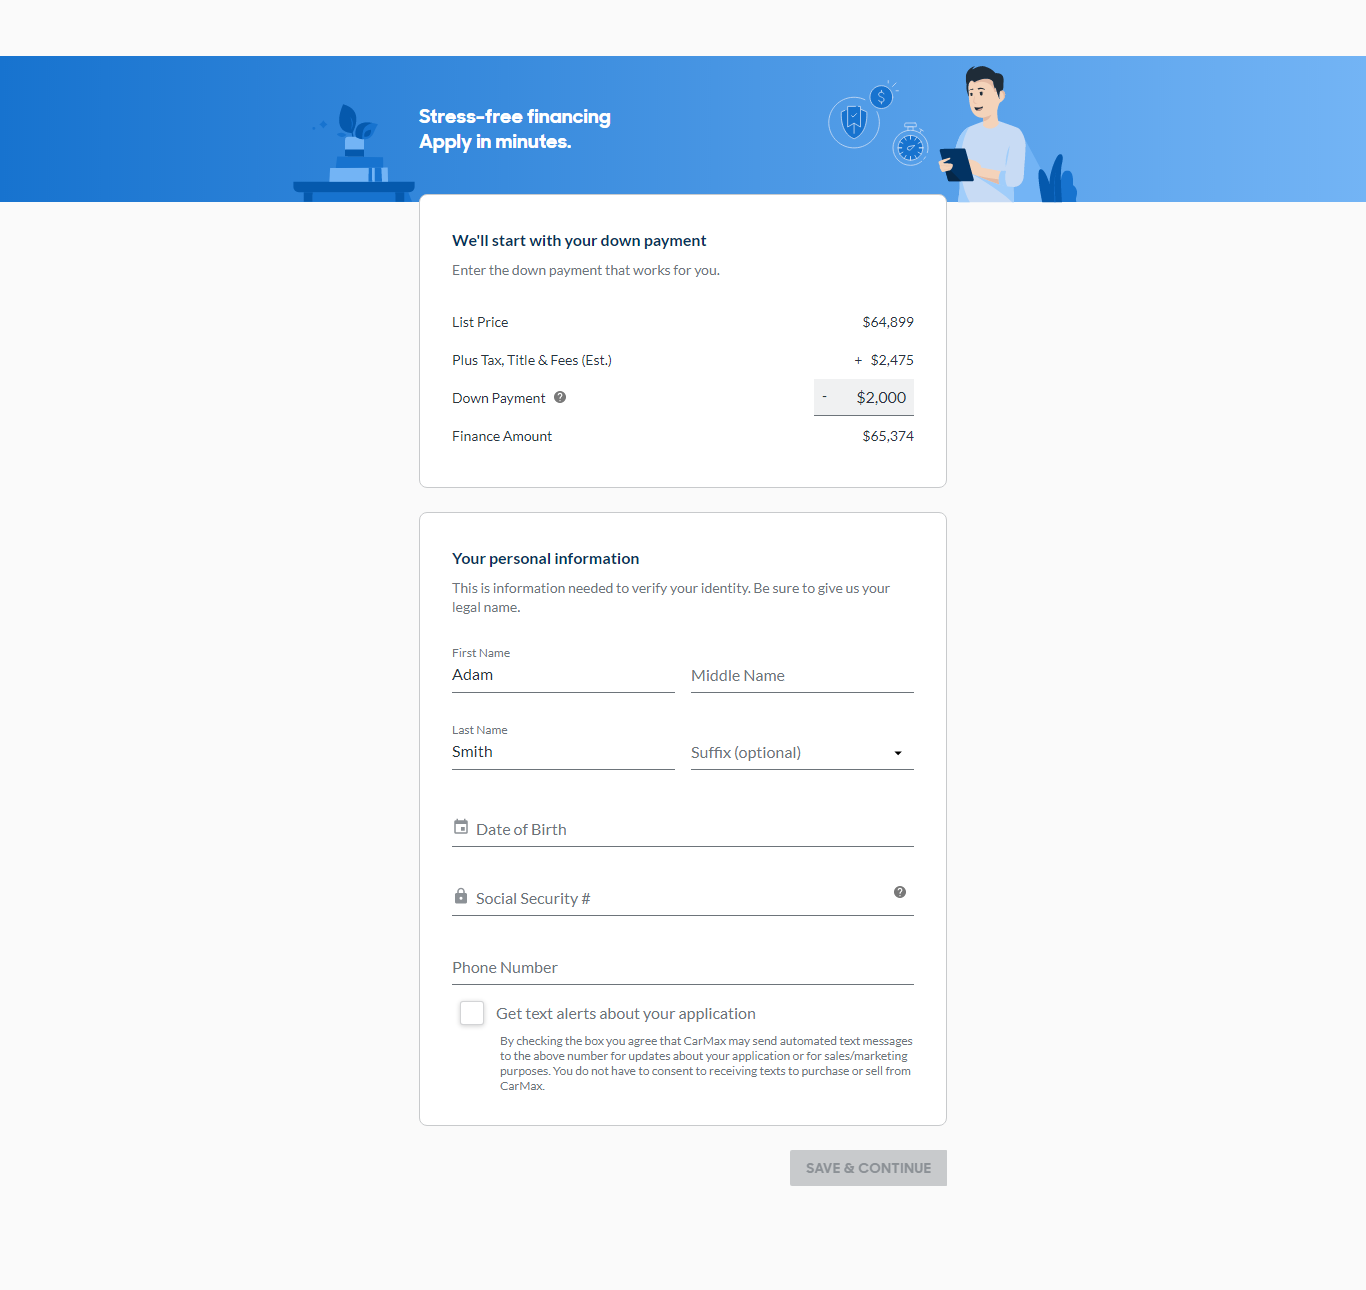 Stress-free financing
Apply in minutes.
We'll start with your down payment
Enter the down payment that works for you.
List Price $64,899
Plus Tax, Title & Fees (Est.) + $2,475
Down Payment - $2,000
Finance Amount $65,374
Your personal information
This is information needed to verify your identity. Be sure to give us your
legal name.
First Name
Adam Middle Name
Last Name
Smith Suffix (optional)
Date of Birth
Social Security #
Phone Number
Get text alerts about your application
By checking the box you agree that CarMax may send automated text messages
to the above number for updates about your application or for sales/marketing
purposes. You do not have to consent to receiving texts to purchase or sell from
CarMax.
SAVE & CONTINUE